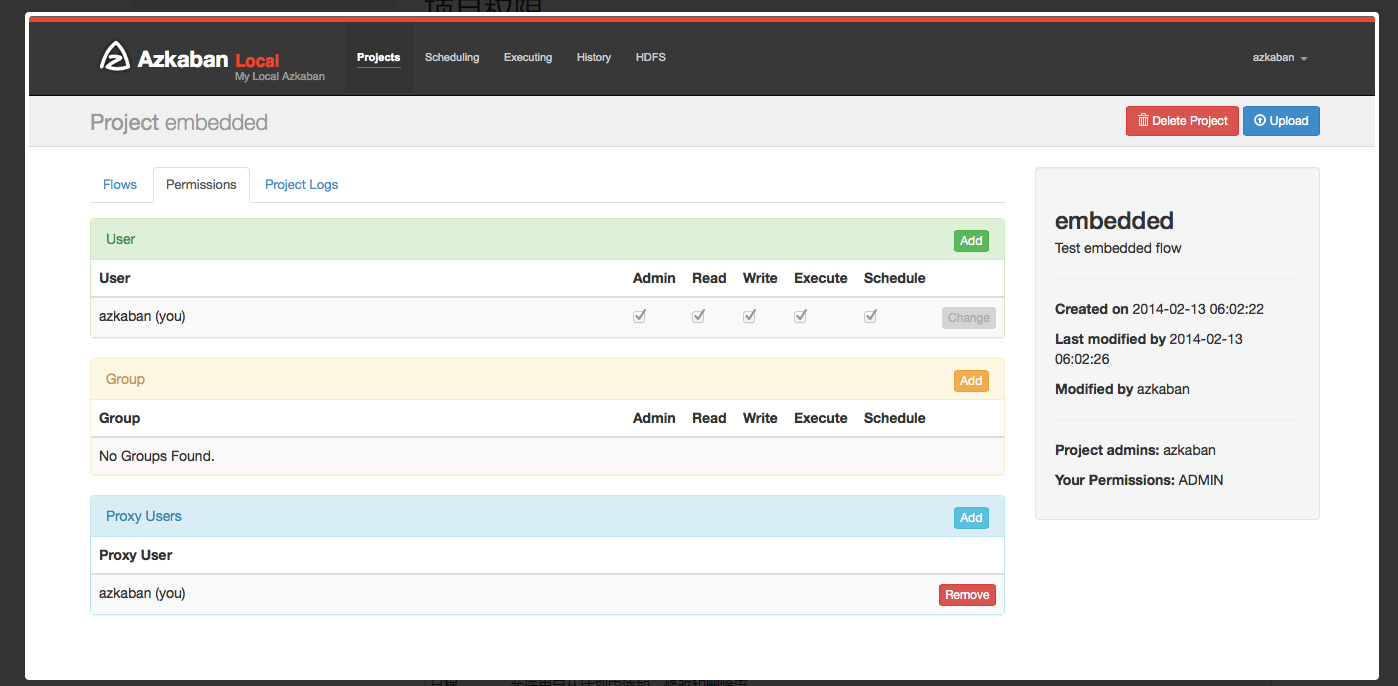 项目权限
Azkaban Local
My Local Azkaban
Projects
Scheduling
Executing
History
HDFS
azkaban
Project embedded
Delete Project
Upload
Flows
Permissions
Project Logs
User
Add
User Admin Read Write Execute Schedule
azkaban (you)
Change
Group
Add
Group Admin Read Write Execute Schedule
No Groups Found.
Proxy Users
Add
Proxy User
azkaban (you)
Remove
embedded
Test embedded flow
Created on 2014-02-13 06:02:22
Last modified by 2014-02-13
06:02:26
Modified by azkaban
Project admins: azkaban
Your Permissions: ADMIN